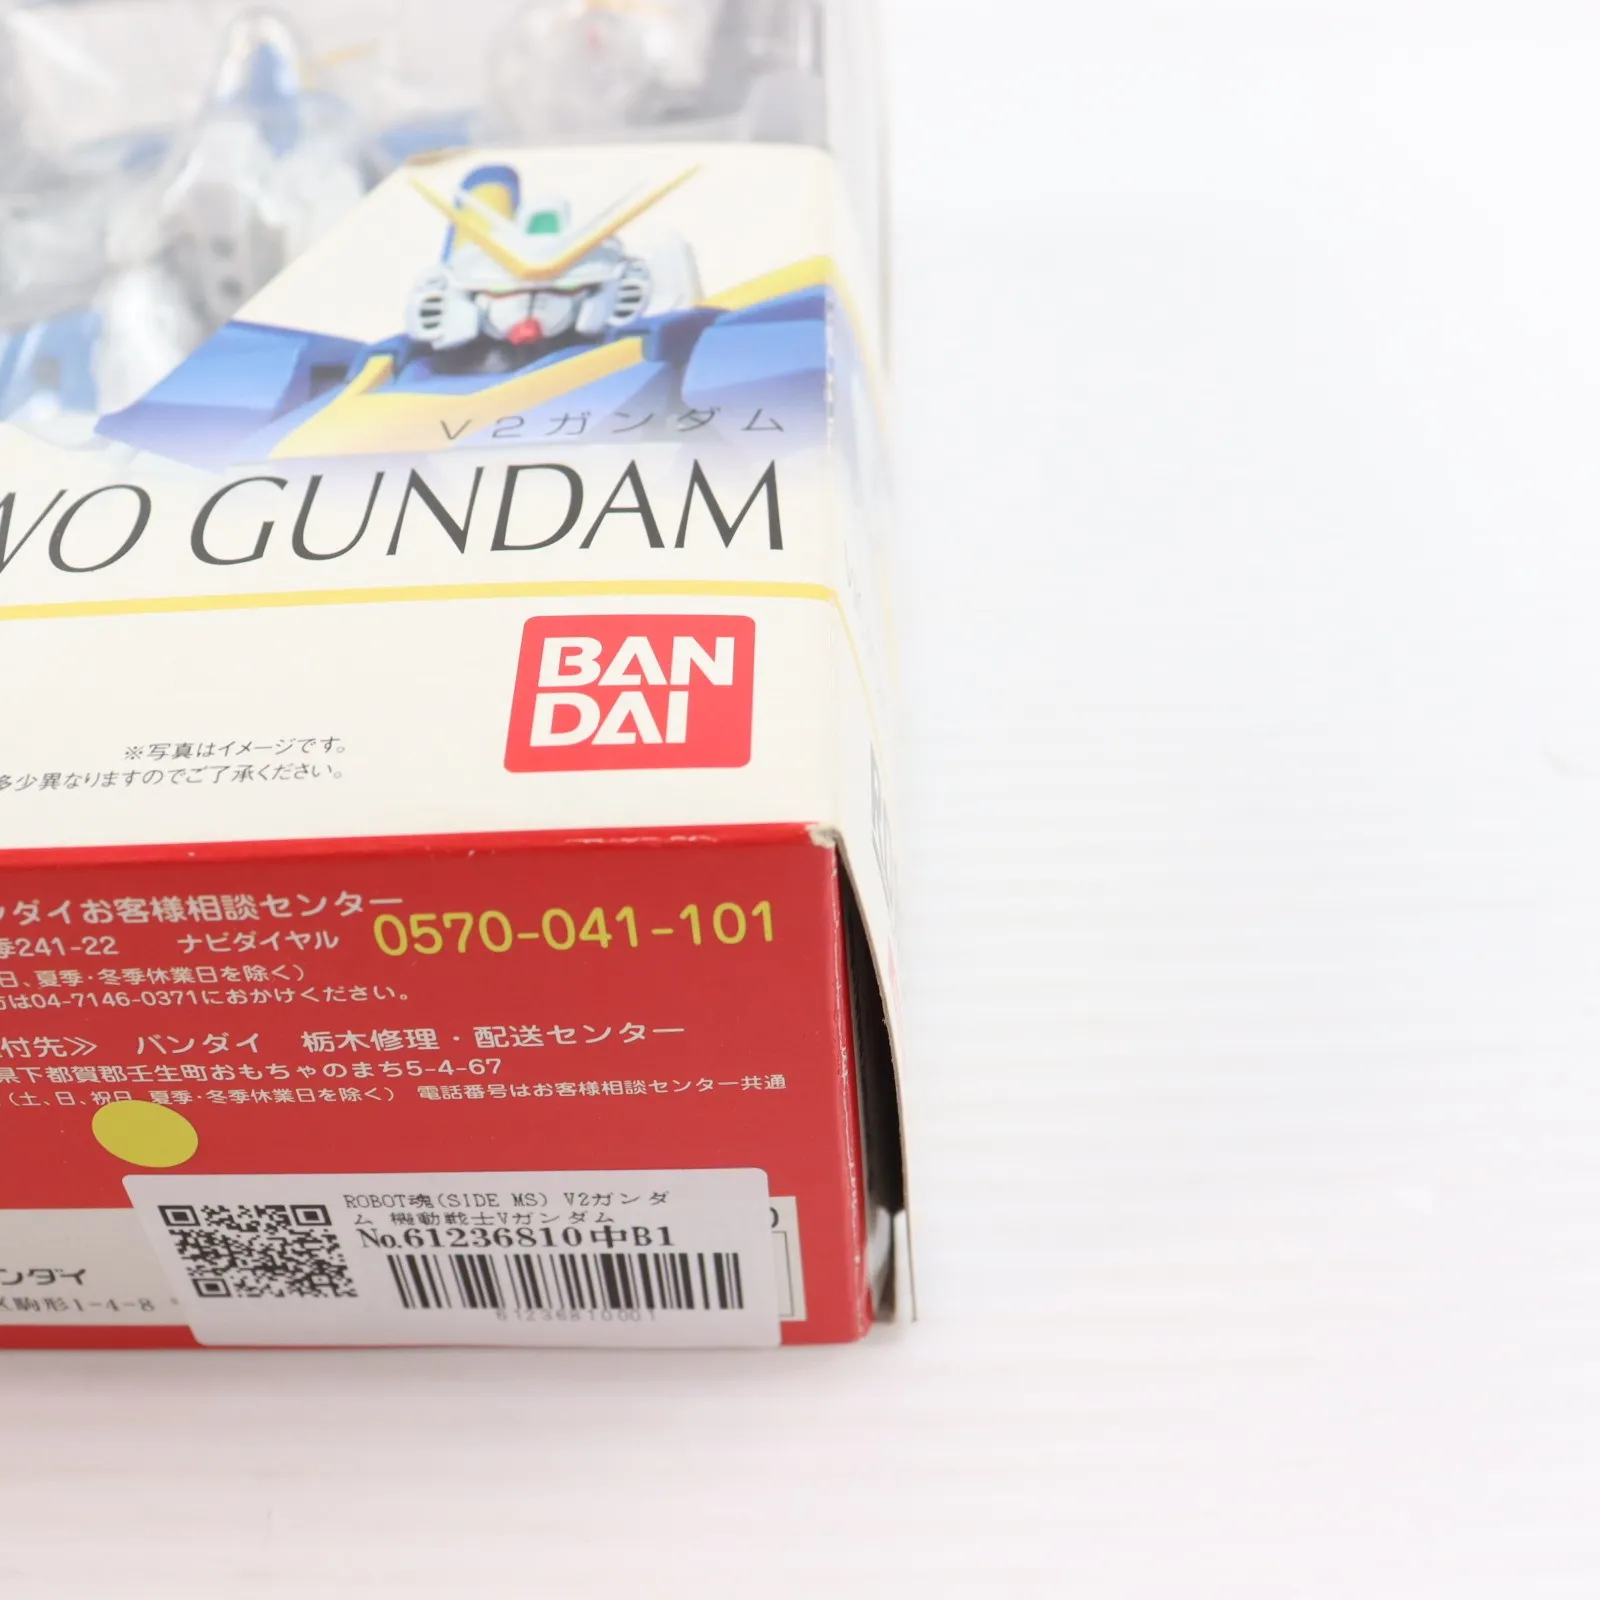 V2ガンダム
WO GUNDAM
BAN
DAI
※写真はイメージです。
多少異なりますのでご了承ください。
ンダイお客様相談センター
季241-22 ナビダイヤル 0570-041-101
日、夏季・冬季休業日を除く)
方は04-7146-0371におかけください。
付先≫ バンダイ 栃木修理・配送センター
県下都賀郡壬生町おもちゃのまち5-4-67
(土、日、祝日、夏季・冬季休業日を除く) 電話番号はお客様相談センター共通
ROBOT魂(SIDE MS) V2ガンダ
ム 機動戦士Vガンダム
No.61236810中B1
61236810001
ンダイ
駒形1-4-8